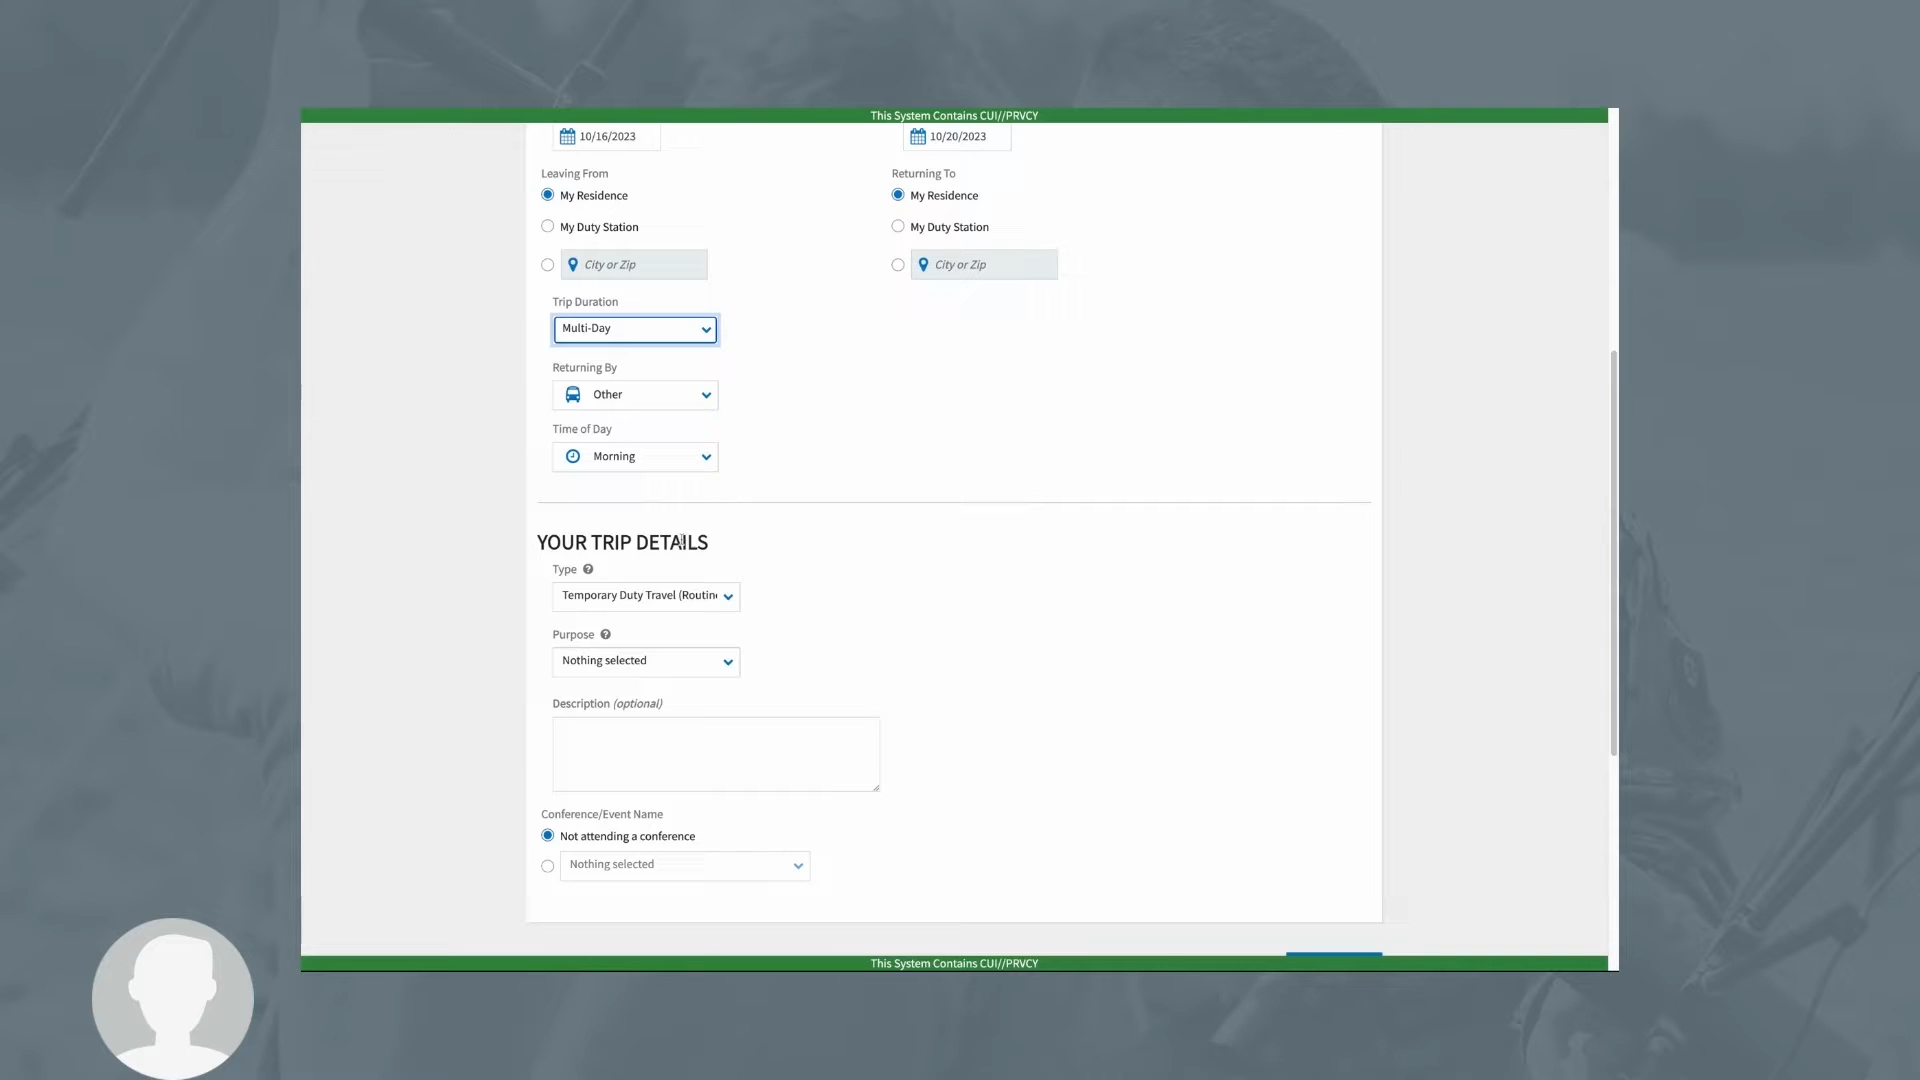 This System Contains CUI//PRVCY
10/16/2023
10/20/2023
Leaving From
Returning To
My Residence
My Residence
My Duty Station
My Duty Station
City or Zip
City or Zip
Trip Duration
Multi-Day
Returning By
Other
Time of Day
Morning
YOUR TRIP DETAILS
Type
Temporary Duty Travel (Routin
Purpose
Nothing selected
Description (optional)
Conference/Event Name
Not attending a conference
Nothing selected
This System Contains CUI//PRVCY